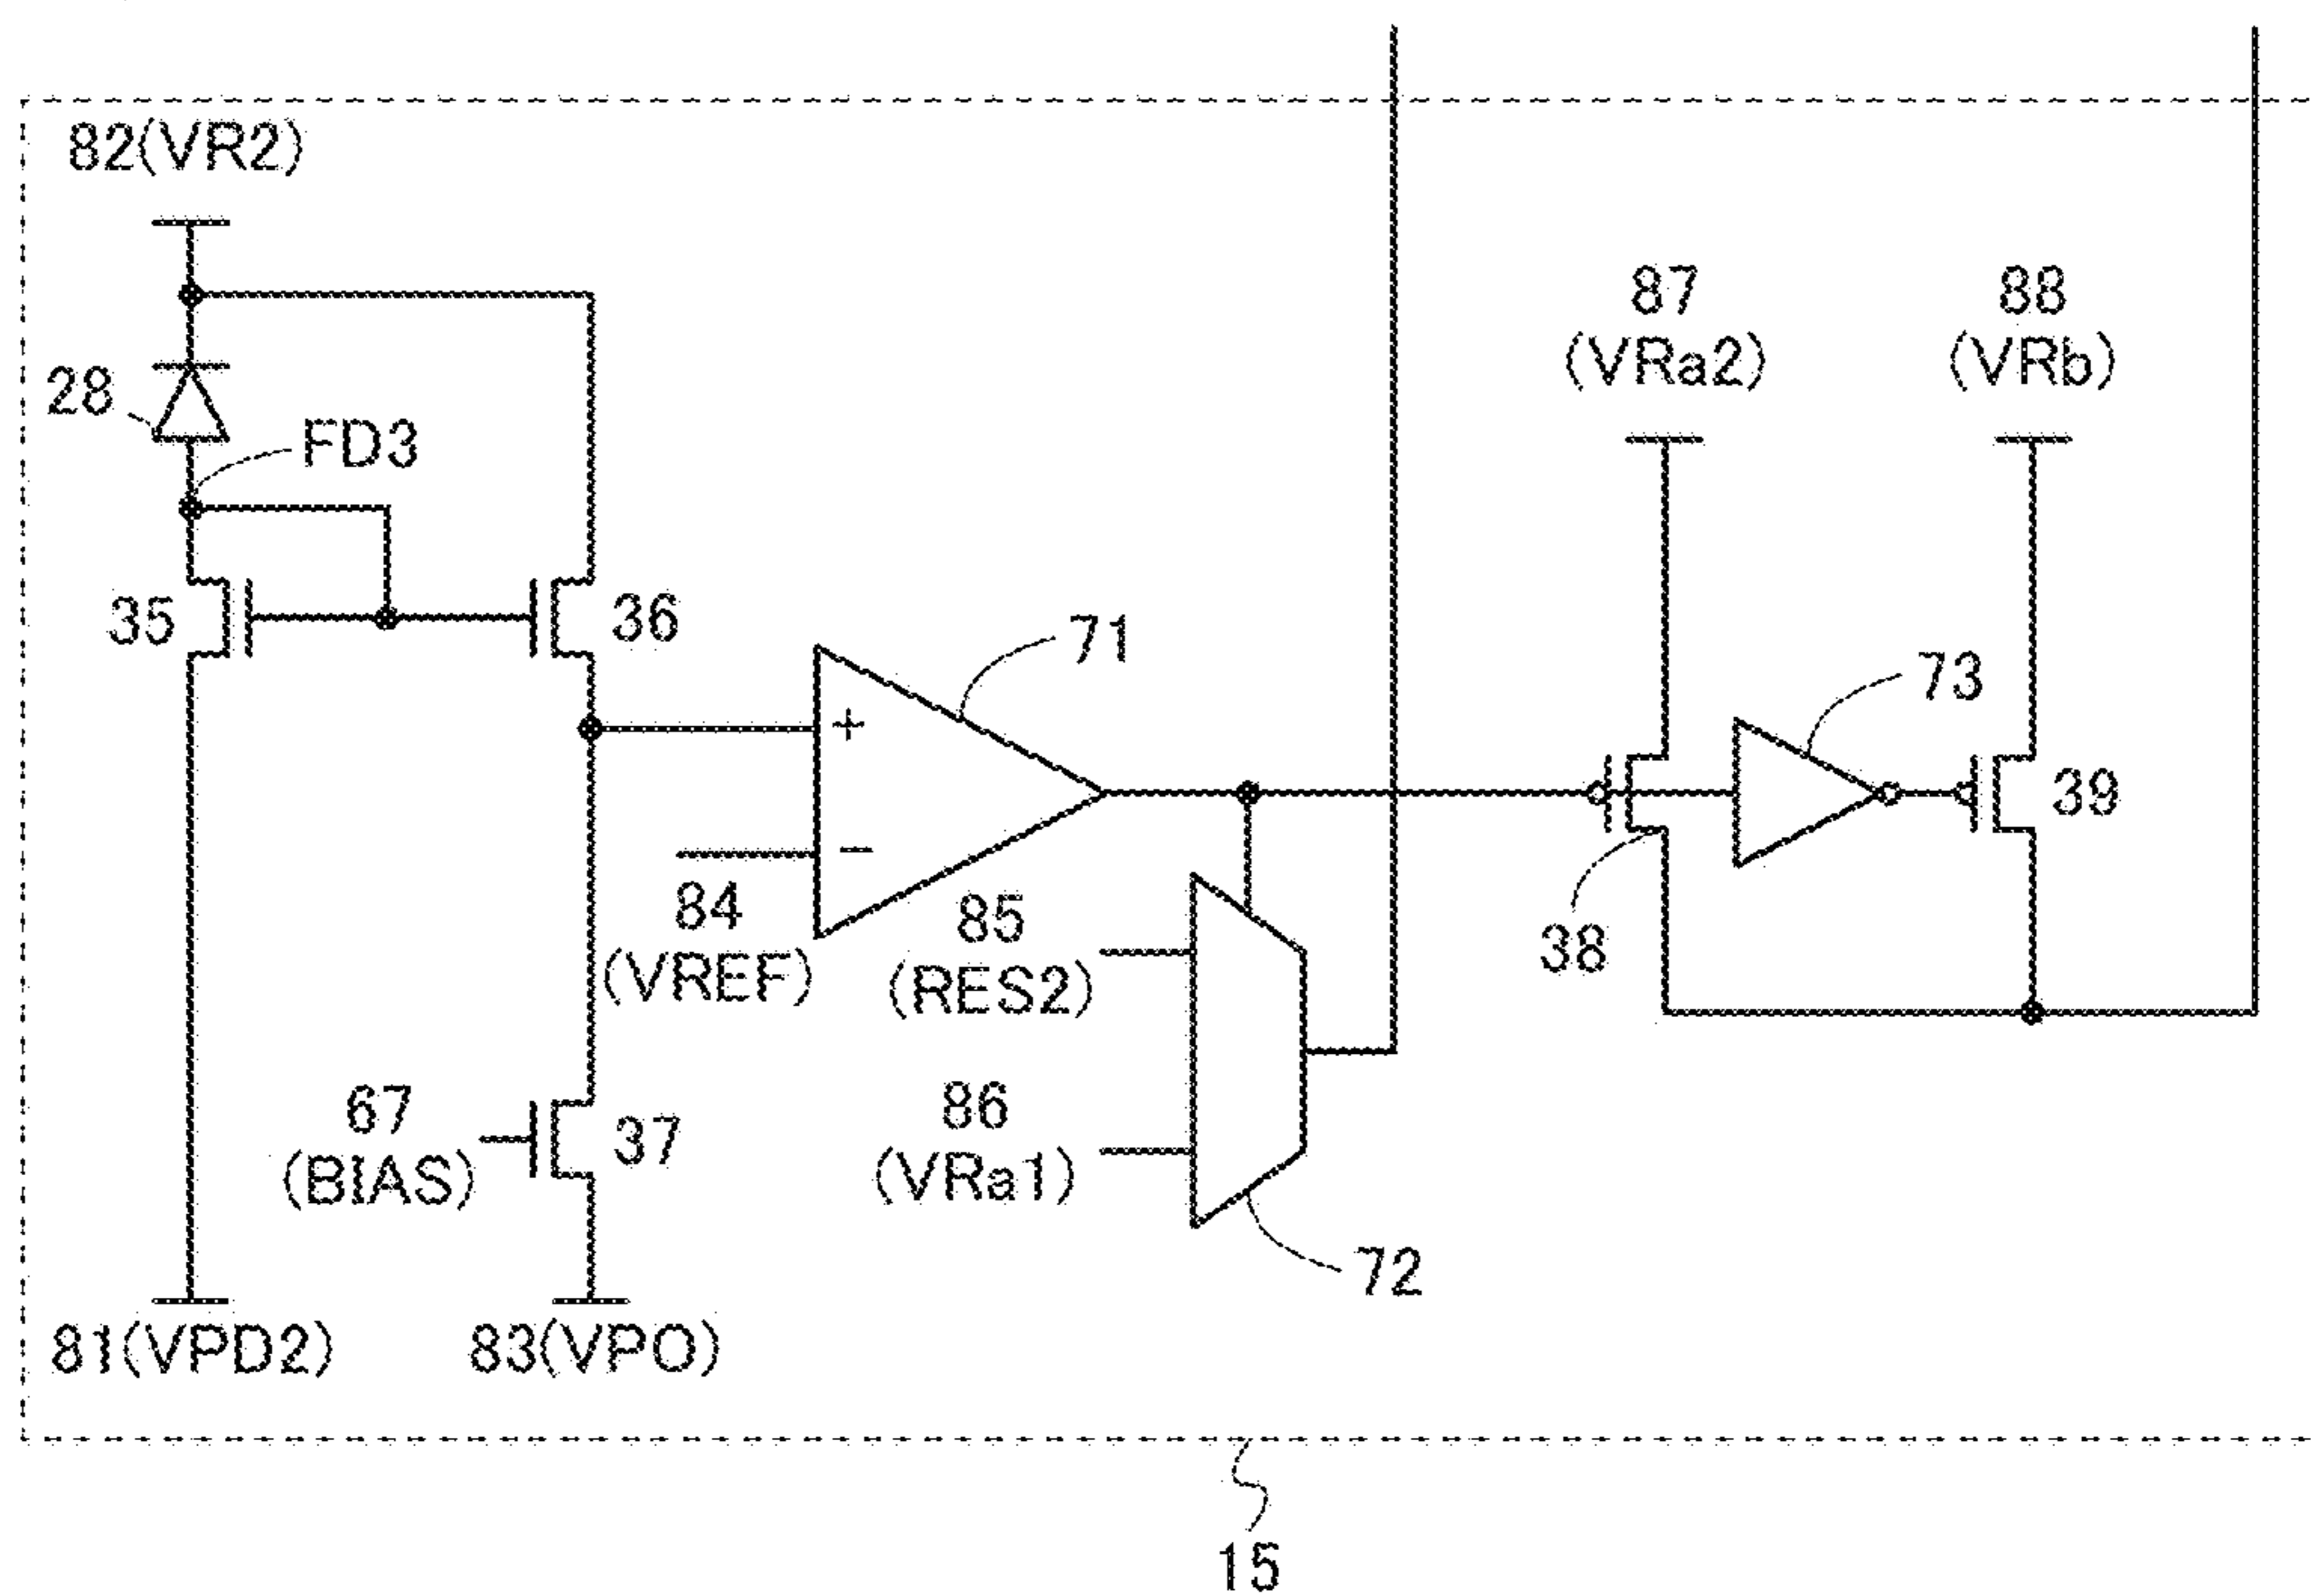 82(VR2)
87
(VRa2)
88
(VRb)
28
FD3
35
36
71
73
39
+
−
84
(VREF)
85
(RES2)
38
67
(BIAS)
37
86
(VRa1)
72
81(VPD2)
83(VPO)
15